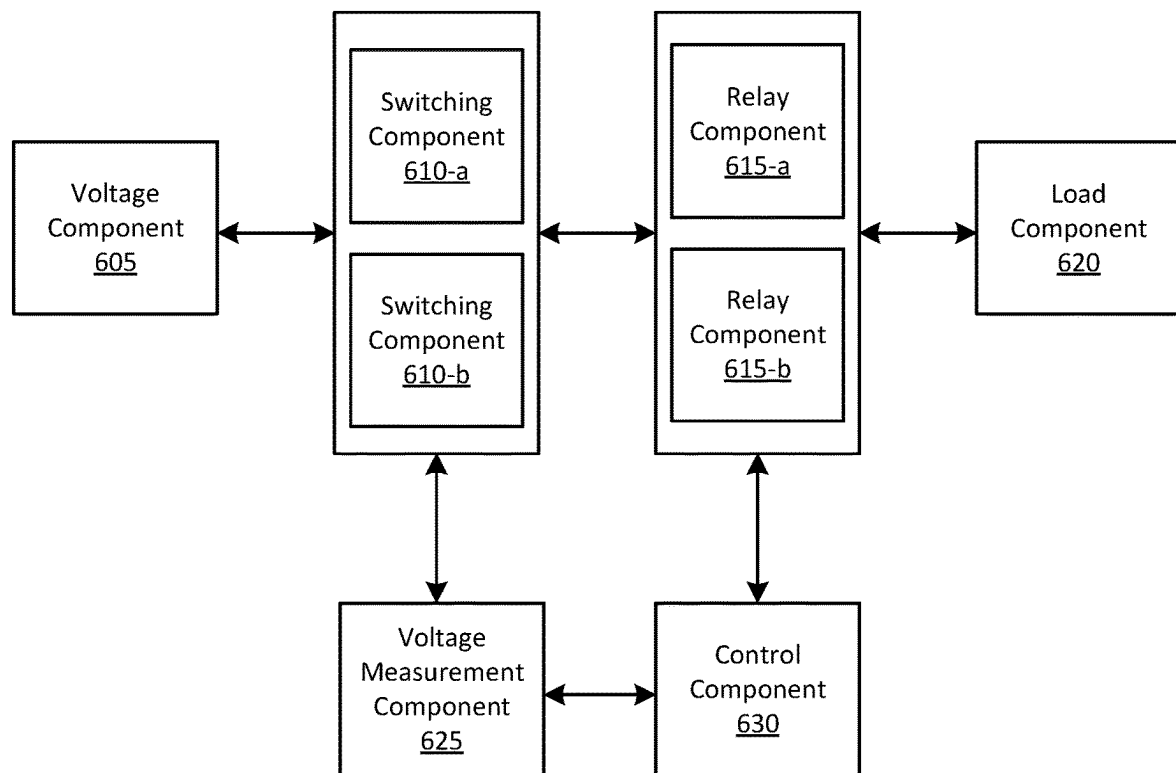 Voltage
Component
605
Switching
Component
610-a
Switching
Component
610-b
Relay
Component
615-a
Relay
Component
615-b
Load
Component
620
Voltage
Measurement
Component
625
Control
Component
630